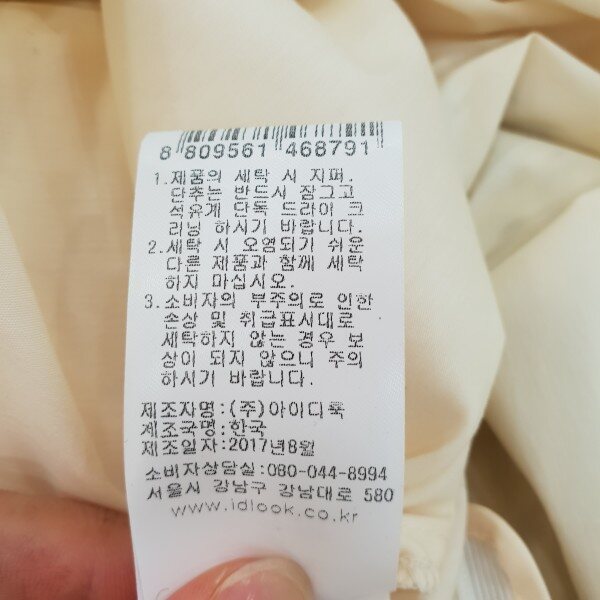 8 809561 468791
1.제품의 세탁 시 지퍼.
단추는 반드시 잠그고
석유계 단독 드라이 크
리닝 하시기 바랍니다.
2.세탁 시 오염되기 쉬운
다른 제품과 함께 세탁
하지 마십시오.
3.소비자의 부주의로 인한
손상 및 취급표시대로
세탁하지 않는 경우 보
상이 되지 않으니 주의
하시기 바랍니다.
제조자명:(주)아이디룩
제조국명:한국
제조일자:2017년8월
소비자상담실:080-044-8994
서울시 강남구 강남대로 580
www.idlook.co.kr